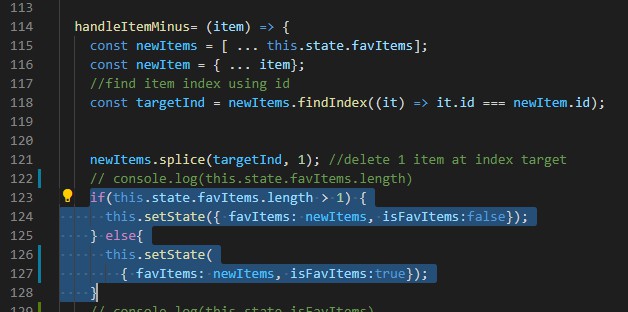 113
114 handleItemMinus= (item) => {
115 const newItems = [ ... this.state.favItems];
116 const newItem = { ... item};
117 //find item index using id
118 const targetInd = newItems.findIndex((it) => it.id === newItem.id);
119
120
121 newItems.splice(targetInd, 1); //delete 1 item at index target
122 // console.log(this.state.favItems.length)
123 if(this.state.favItems.length > 1) {
124 this.setState({ favItems: newItems, isFavItems:false});
125 } else{
126 this.setState(
127 { favItems: newItems, isFavItems:true});
128 }
129 // console.log(this.state.isFavItems)